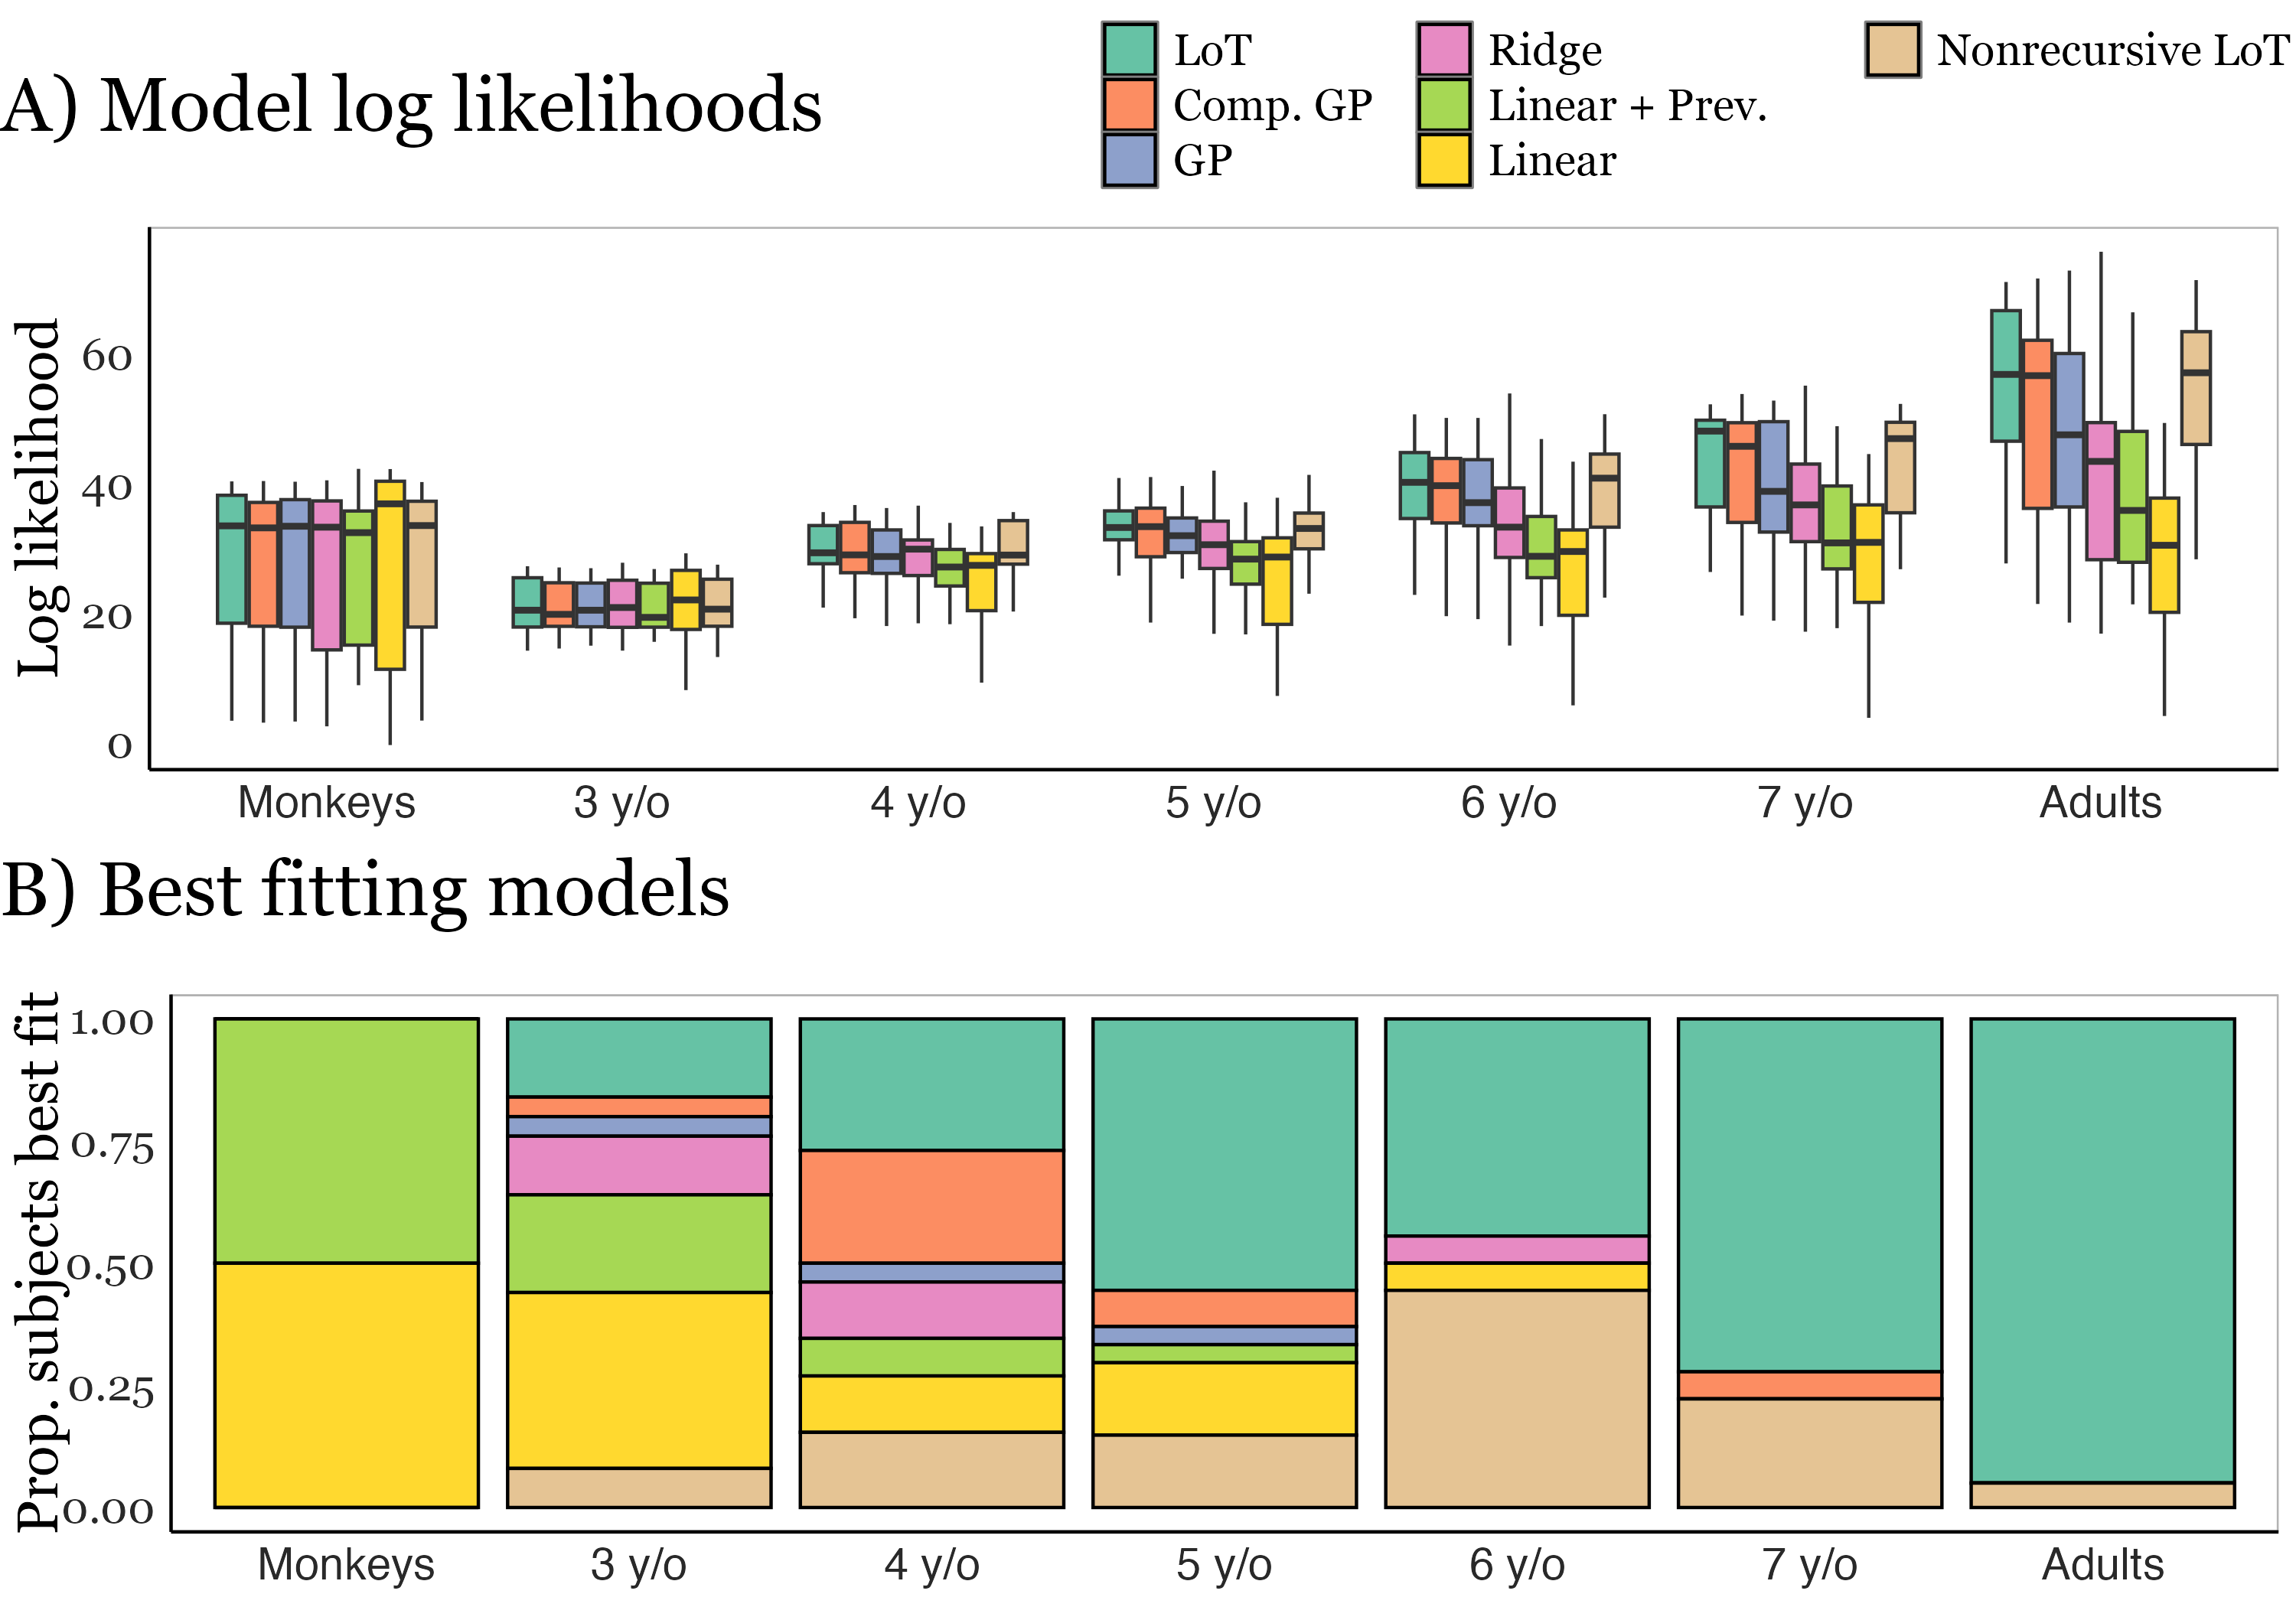 A) Model log likelihoods
LoT
Comp. GP
GP
Ridge
Linear + Prev.
Linear
Nonrecursive LoT
Log likelihood
60
40
20
0
Monkeys 3 y/o 4 y/o 5 y/o 6 y/o 7 y/o Adults
B) Best fitting models
Prop. subjects best fit
1.00
0.75
0.50
0.25
0.00
Monkeys 3 y/o 4 y/o 5 y/o 6 y/o 7 y/o Adults